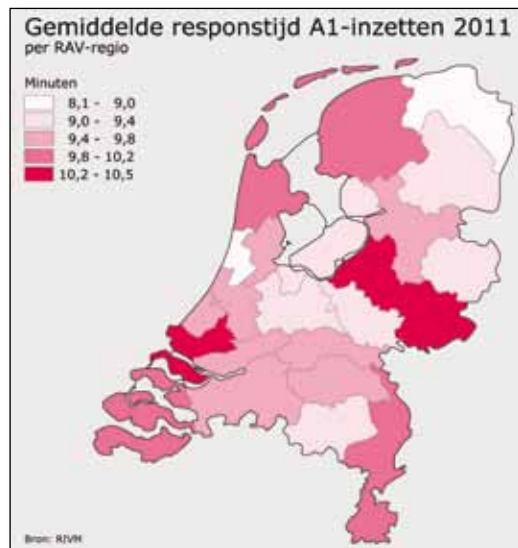 Gemiddelde responstijd A1-inzetten 2011
per RAV-regio
Minuten
8,1 - 9,0
9,0 - 9,4
9,4 - 9,8
9,8 - 10,2
10,2 - 10,5
Bron: RIVM